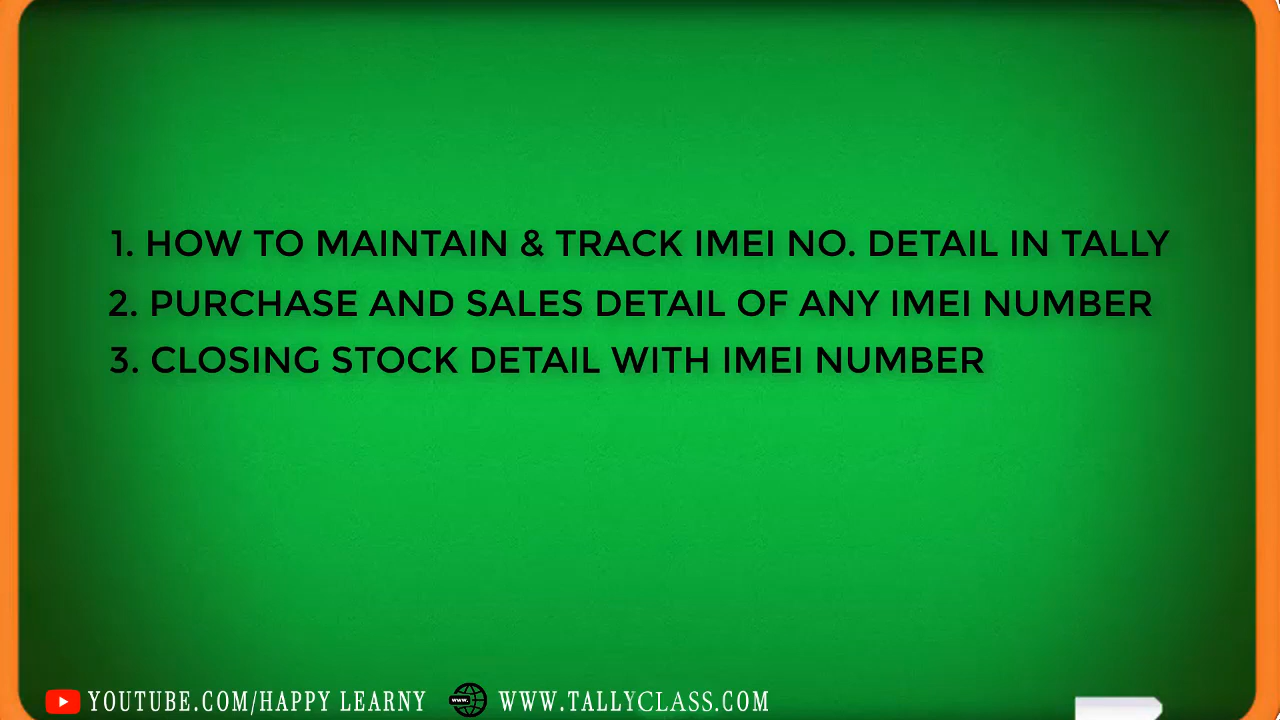 1. HOW TO MAINTAIN & TRACK IMEI NO. DETAIL IN TALLY
2. PURCHASE AND SALES DETAIL OF ANY IMEI NUMBER
3. CLOSING STOCK DETAIL WITH IMEI NUMBER
YOUTUBE.COM/HAPPY LEARNY www. WWW.TALLYCLASS.COM